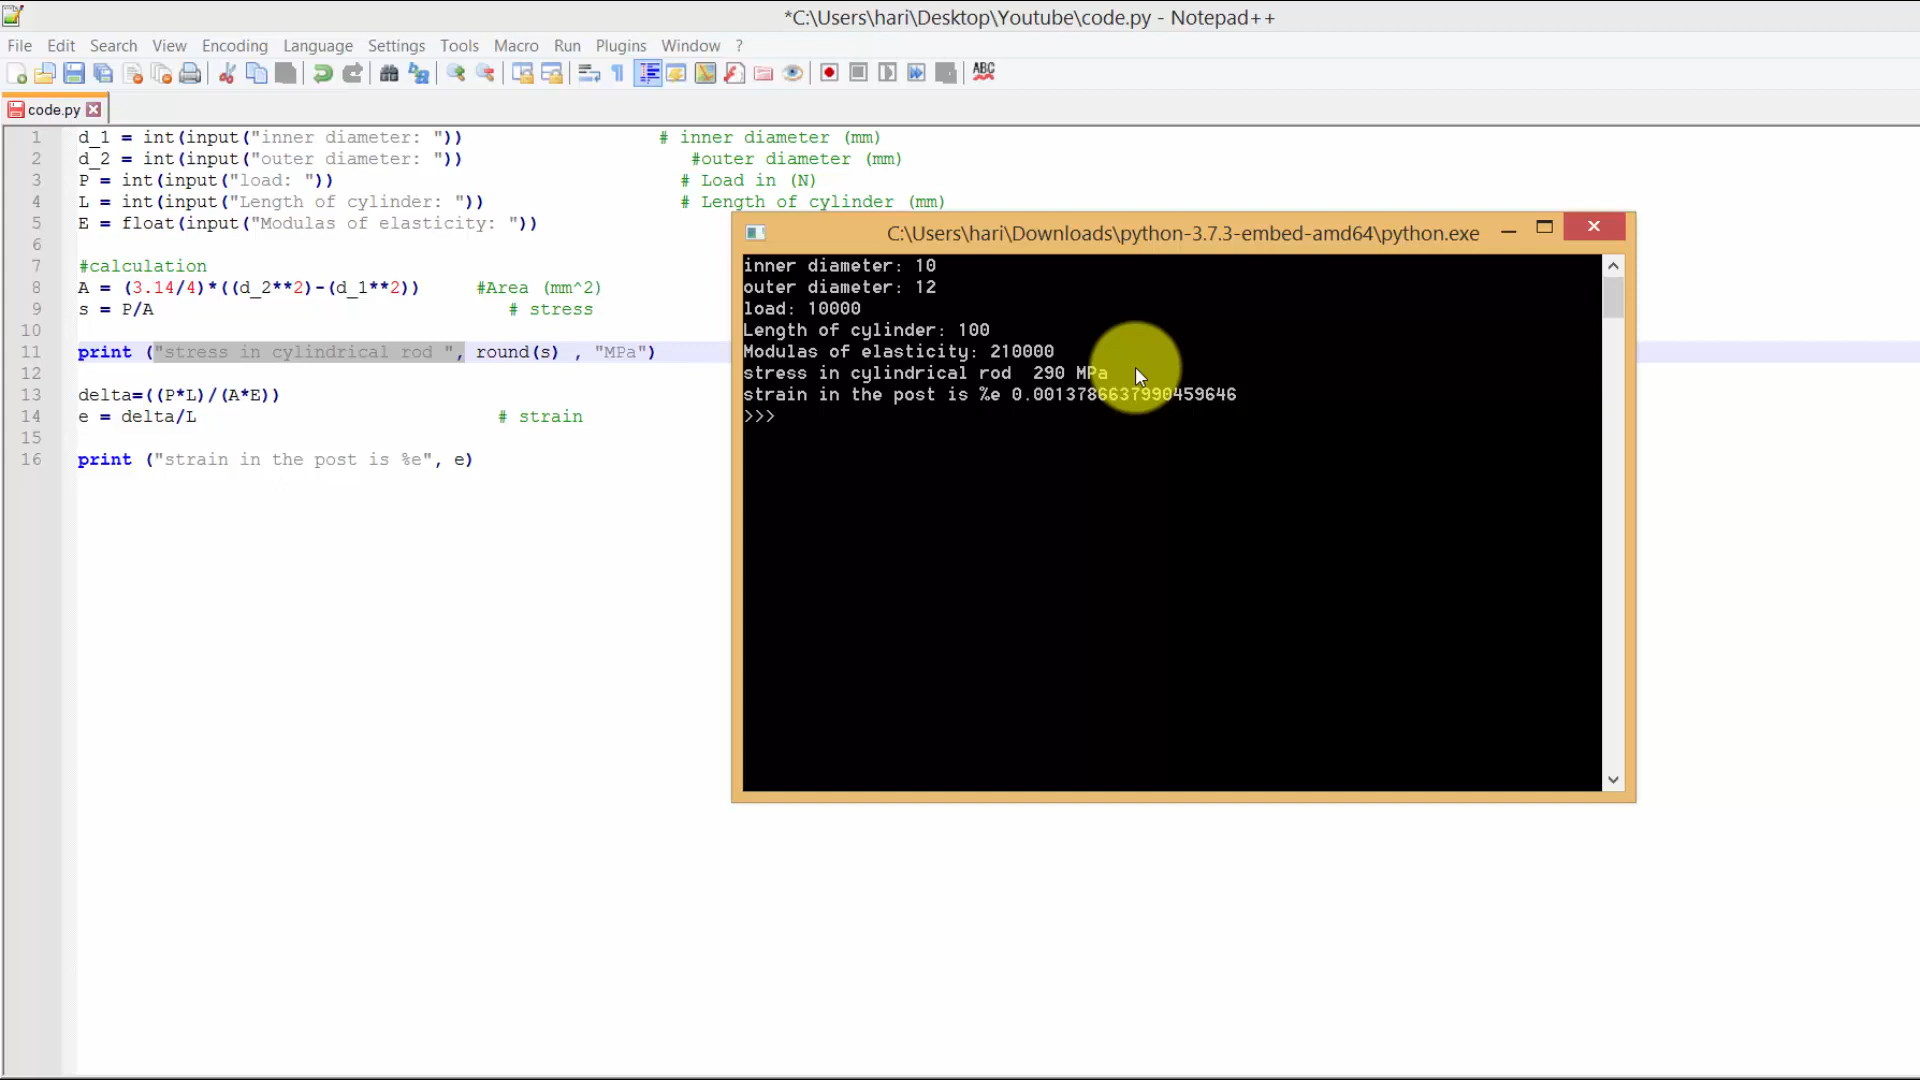 *C:\Users\hari\Desktop\Youtube\code.py - Notepad++
File Edit Search View Encoding Language Settings Tools Macro Run Plugins Window ?
ABC
code.py
1 d_1 = int(input("inner diameter: ")) # inner diameter (mm)
2 d_2 = int(input("outer diameter: ")) #outer diameter (mm)
3 P = int(input("load: ")) # Load in (N)
4 L = int(input("Length of cylinder: ")) # Length of cylinder (mm)
5 E = float(input("Modulas of elasticity: "))
6
7 #calculation
8 A = (3.14/4)*((d_2**2)-(d_1**2)) #Area (mm^2)
9 s = P/A # stress
10
11 print ("stress in cylindrical rod ", round(s) , "MPa")
12
13 delta=((P*L)/(A*E))
14 e = delta/L # strain
15
16 print ("strain in the post is %e", e)
C:\Users\hari\Downloads\python-3.7.3-embed-amd64\python.exe
inner diameter: 10
outer diameter: 12
load: 10000
Length of cylinder: 100
Modulas of elasticity: 210000
stress in cylindrical rod  290 MPa
strain in the post is %e 0.0013786637990459646
>>>